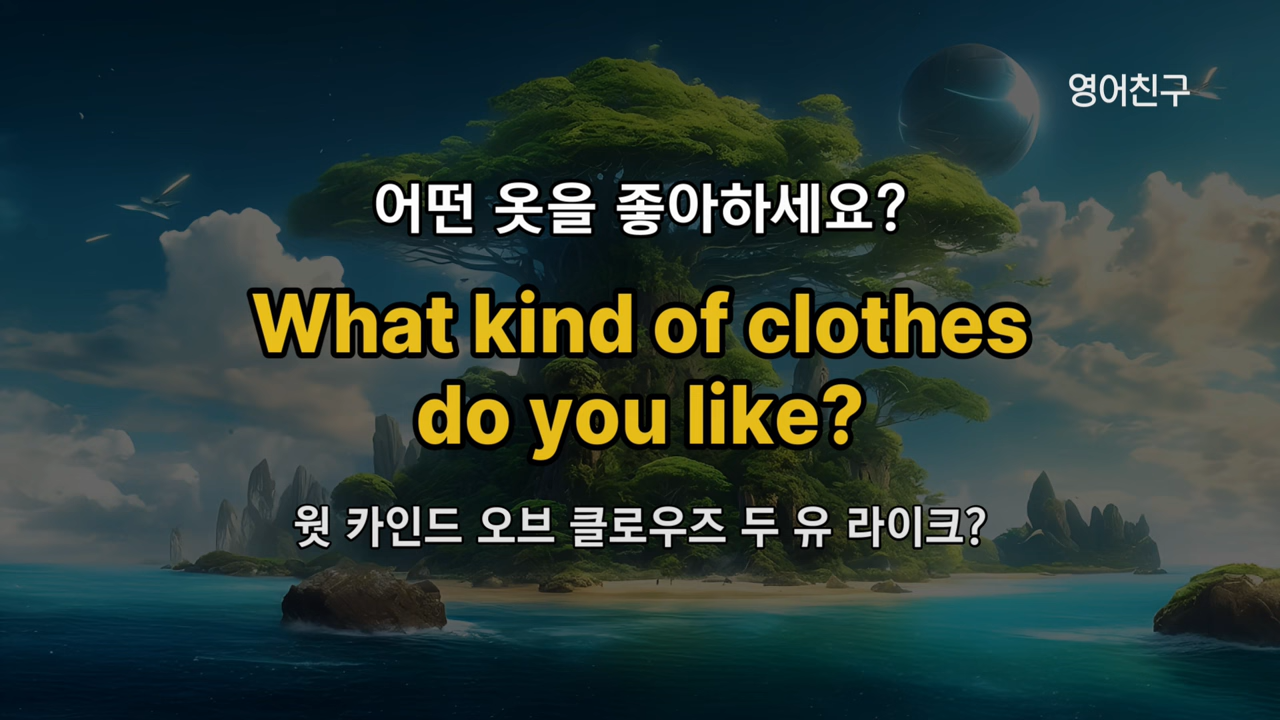 영어친구
어떤 옷을 좋아하세요?
What kind of clothes
do you like?
웟 카인드 오브 클로우즈 두 유 라이크?